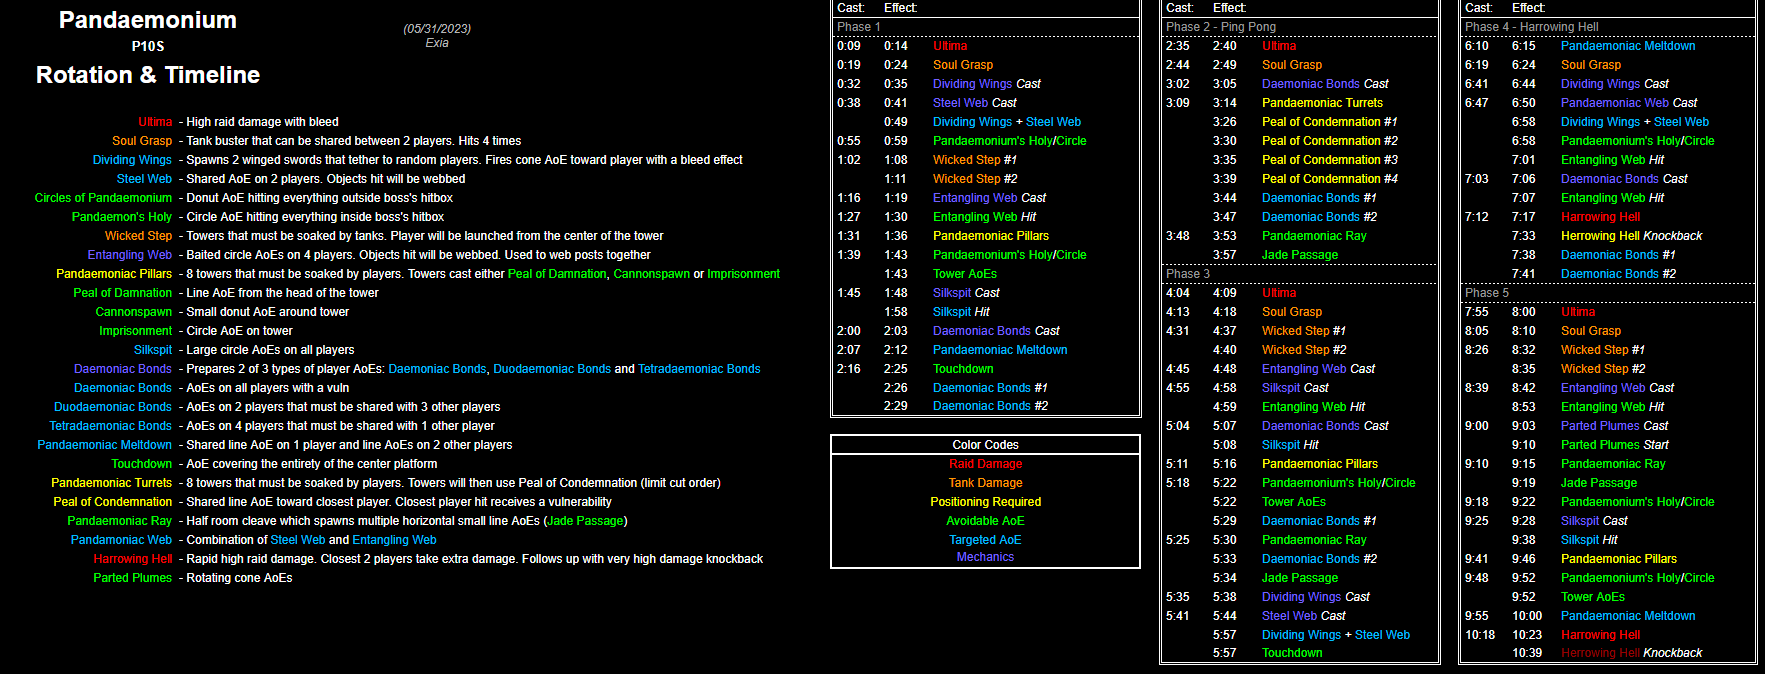 Pandaemonium
P10S
(05/31/2023)
Exia
Rotation & Timeline
Ultima - High raid damage with bleed
Soul Grasp - Tank buster that can be shared between 2 players. Hits 4 times
Dividing Wings - Spawns 2 winged swords that tether to random players. Fires cone AoE toward player with a bleed effect
Steel Web - Shared AoE on 2 players. Objects hit will be webbed
Circles of Pandaemonium - Donut AoE hitting everything outside boss's hitbox
Pandaemon's Holy - Circle AoE hitting everything inside boss's hitbox
Wicked Step - Towers that must be soaked by tanks. Player will be launched from the center of the tower
Entangling Web - Baited circle AoEs on 4 players. Objects hit will be webbed. Used to web posts together
Pandaemoniac Pillars - 8 towers that must be soaked by players. Towers cast either Peal of Damnation, Cannonspawn or Imprisonment
Peal of Damnation - Line AoE from the head of the tower
Cannonspawn - Small donut AoE around tower
Imprisonment - Circle AoE on tower
Silkspit - Large circle AoEs on all players
Daemoniac Bonds - Prepares 2 of 3 types of player AoEs: Daemoniac Bonds, Duodaemoniac Bonds and Tetradaemoniac Bonds
Daemoniac Bonds - AoEs on all players with a vuln
Duodaemoniac Bonds - AoEs on 2 players that must be shared with 3 other players
Tetradaemoniac Bonds - AoEs on 4 players that must be shared with 1 other player
Pandaemoniac Meltdown - Shared line AoE on 1 player and line AoEs on 2 other players
Touchdown - AoE covering the entirety of the center platform
Pandaemoniac Turrets - 8 towers that must be soaked by players. Towers will then use Peal of Condemnation (limit cut order)
Peal of Condemnation - Shared line AoE toward closest player. Closest player hit receives a vulnerability
Pandaemoniac Ray - Half room cleave which spawns multiple horizontal small line AoEs (Jade Passage)
Pandamonic Web - Combination of Steel Web and Entangling Web
Harrowing Hell - Rapid high raid damage. Closest 2 players take extra damage. Follows up with very high damage knockback
Parted Plumes - Rotating cone AoEs
Cast: Effect:
Phase 1
0:09 0:14 Ultima
0:19 0:24 Soul Grasp
0:32 0:35 Dividing Wings Cast
0:38 0:41 Steel Web Cast
0:49 Dividing Wings + Steel Web
0:55 0:59 Pandaemonium's Holy/Circle
1:02 1:08 Wicked Step #1
1:11 Wicked Step #2
1:16 1:19 Entangling Web Cast
1:27 1:30 Entangling Web Hit
1:31 1:36 Pandaemoniac Pillars
1:39 1:43 Pandaemonium's Holy/Circle
1:43 Tower AoEs
1:45 1:48 Silkspit Cast
1:58 Silkspit Hit
2:00 2:03 Daemoniac Bonds Cast
2:07 2:12 Pandaemoniac Meltdown
2:16 2:25 Touchdown
2:26 Daemoniac Bonds #1
2:29 Daemoniac Bonds #2
Color Codes
Raid Damage
Tank Damage
Positioning Required
Avoidable AoE
Targeted AoE
Mechanics
Cast: Effect:
Phase 2 - Ping Pong
2:35 2:40 Ultima
2:44 2:49 Soul Grasp
3:02 3:05 Daemoniac Bonds Cast
3:09 3:14 Pandaemoniac Turrets
3:26 Peal of Condemnation #1
3:30 Peal of Condemnation #2
3:35 Peal of Condemnation #3
3:39 Peal of Condemnation #4
3:44 Daemoniac Bonds #1
3:47 Daemoniac Bonds #2
3:48 3:53 Pandaemoniac Ray
3:57 Jade Passage
Phase 3
4:04 4:09 Ultima
4:13 4:18 Soul Grasp
4:31 4:37 Wicked Step #1
4:40 Wicked Step #2
4:45 4:48 Entangling Web Cast
4:55 4:58 Silkspit Cast
4:59 Entangling Web Hit
5:04 5:07 Daemoniac Bonds Cast
5:08 Silkspit Hit
5:11 5:16 Pandaemoniac Pillars
5:18 5:22 Pandaemonium's Holy/Circle
5:22 Tower AoEs
5:29 Daemoniac Bonds #1
5:25 5:30 Pandaemoniac Ray
5:33 Daemoniac Bonds #2
5:34 Jade Passage
5:35 5:38 Dividing Wings Cast
5:41 5:44 Steel Web Cast
5:57 Dividing Wings + Steel Web
5:57 Touchdown
Cast: Effect:
Phase 4 - Harrowing Hell
6:10 6:15 Pandaemoniac Meltdown
6:19 6:24 Soul Grasp
6:41 6:44 Dividing Wings Cast
6:47 6:50 Pandaemoniac Web Cast
6:58 Dividing Wings + Steel Web
6:58 Pandaemonium's Holy/Circle
7:01 Entangling Web Hit
7:03 7:06 Daemoniac Bonds Cast
7:07 Entangling Web Hit
7:12 7:17 Harrowing Hell
7:33 Herrowing Hell Knockback
7:38 Daemoniac Bonds #1
7:41 Daemoniac Bonds #2
Phase 5
7:55 8:00 Ultima
8:05 8:10 Soul Grasp
8:26 8:32 Wicked Step #1
8:35 Wicked Step #2
8:39 8:42 Entangling Web Cast
8:53 Entangling Web Hit
9:00 9:03 Parted Plumes Cast
9:10 Parted Plumes Start
9:10 9:15 Pandaemoniac Ray
9:19 Jade Passage
9:18 9:22 Pandaemonium's Holy/Circle
9:25 9:28 Silkspit Cast
9:38 Silkspit Hit
9:41 9:46 Pandaemoniac Pillars
9:48 9:52 Pandaemonium's Holy/Circle
9:52 Tower AoEs
9:55 10:00 Pandaemoniac Meltdown
10:18 10:23 Harrowing Hell
10:39 Herrowing Hell Knockback